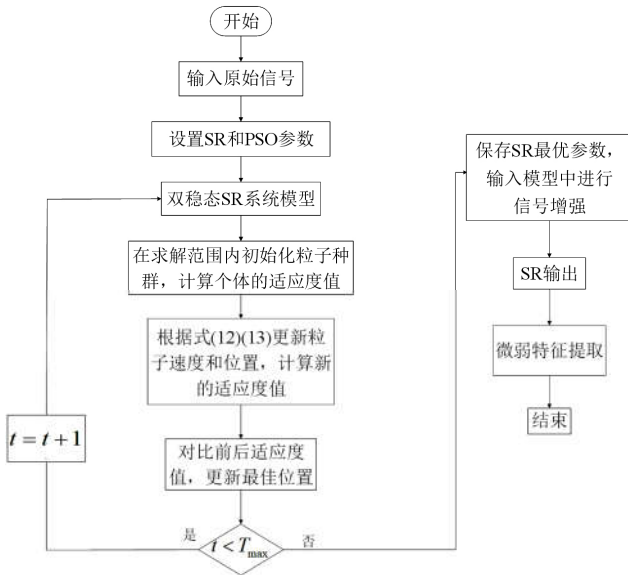 开始
输入原始信号
设置SR和PSO参数
双稳态SR系统模型
在求解范围内初始化粒子种
群，计算个体的适应度值
根据式(12)(13)更新粒
子速度和位置，计算新
的适应度值
对比前后适应度
值，更新最佳位置
t < Tmax
是
否
t = t + 1
保存SR最优参数，
输入模型中进行
信号增强
SR输出
微弱特征提取
结束